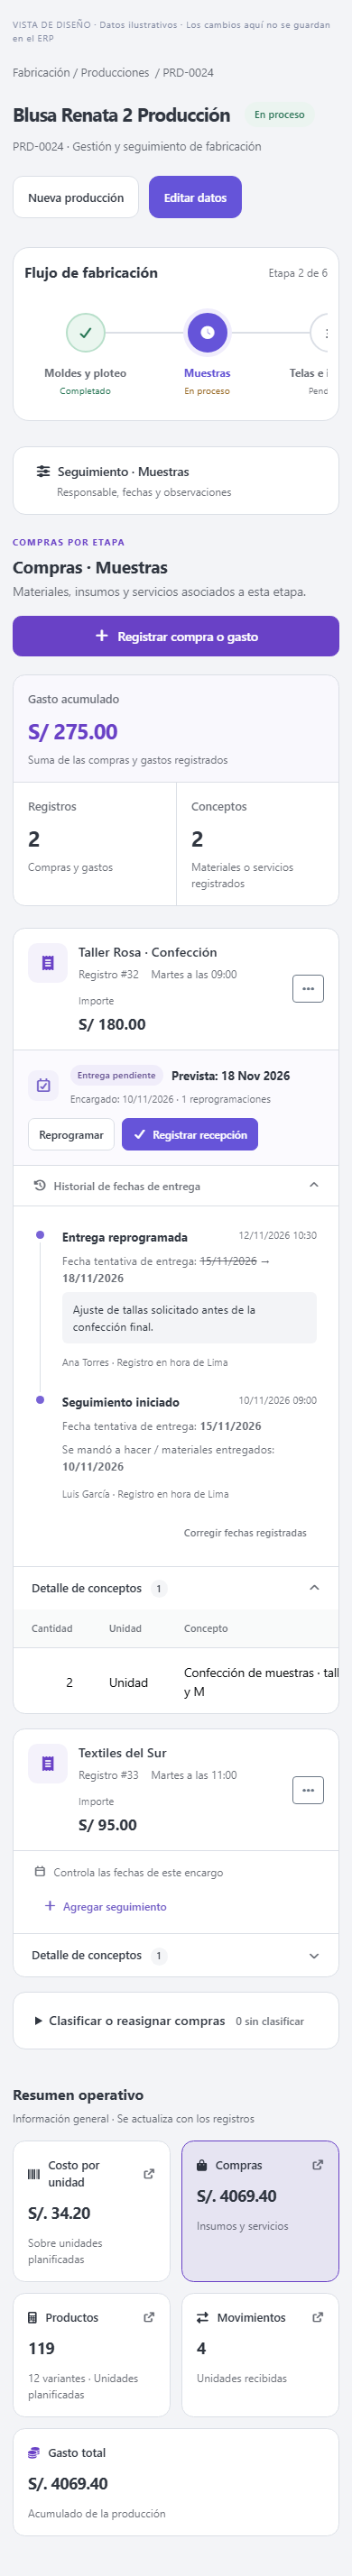 VISTA DE DISEÑO · Datos ilustrativos · Los cambios aquí no se guardan
en el ERP
Fabricación / Producciones / PRD-0024
Blusa Renata 2 Producción En proceso
PRD-0024 · Gestión y seguimiento de fabricación
Nueva producción Editar datos
Flujo de fabricación Etapa 2 de 6
Moldes y ploteo Muestras Telas e i
Completado En proceso Pend
Seguimiento · Muestras
Responsable, fechas y observaciones
COMPRAS POR ETAPA
Compras · Muestras
Materiales, insumos y servicios asociados a esta etapa.
+ Registrar compra o gasto
Gasto acumulado
S/ 275.00
Suma de las compras y gastos registrados
Registros Conceptos
2 2
Compras y gastos Materiales o servicios
registrados
Taller Rosa · Confección
Registro #32 Martes a las 09:00
Importe
S/ 180.00
Entrega pendiente Prevista: 18 Nov 2026
Encargado: 10/11/2026 · 1 reprogramaciones
Reprogramar Registrar recepción
Historial de fechas de entrega
Entrega reprogramada 12/11/2026 10:30
Fecha tentativa de entrega: 15/11/2026 →
18/11/2026
Ajuste de tallas solicitado antes de la
confección final.
Ana Torres · Registro en hora de Lima
Seguimiento iniciado 10/11/2026 09:00
Fecha tentativa de entrega: 15/11/2026
Se mandó a hacer / materiales entregados:
10/11/2026
Luis García · Registro en hora de Lima
Corregir fechas registradas
Detalle de conceptos 1
Cantidad Unidad Concepto
2 Unidad Confección de muestras · tall
y M
Textiles del Sur
Registro #33 Martes a las 11:00
Importe
S/ 95.00
Controla las fechas de este encargo
+ Agregar seguimiento
Detalle de conceptos 1
Clasificar o reasignar compras 0 sin clasificar
Resumen operativo
Información general · Se actualiza con los registros
Costo por
unidad
S/. 34.20
Sobre unidades
planificadas
Compras
S/. 4069.40
Insumos y servicios
Productos
119
12 variantes · Unidades
planificadas
Movimientos
4
Unidades recibidas
Gasto total
S/. 4069.40
Acumulado de la producción